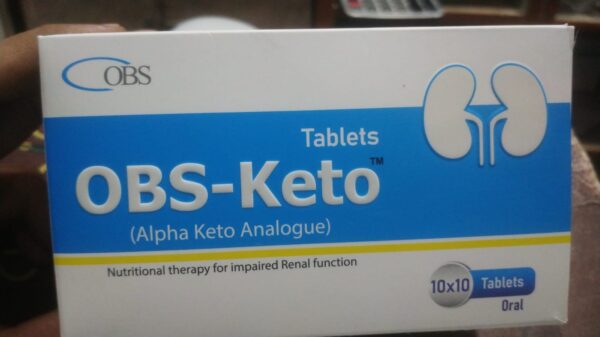 OBS
Tablets
OBS-Keto™
(Alpha Keto Analogue)
Nutritional therapy for impaired Renal function
10x10 Tablets
Oral